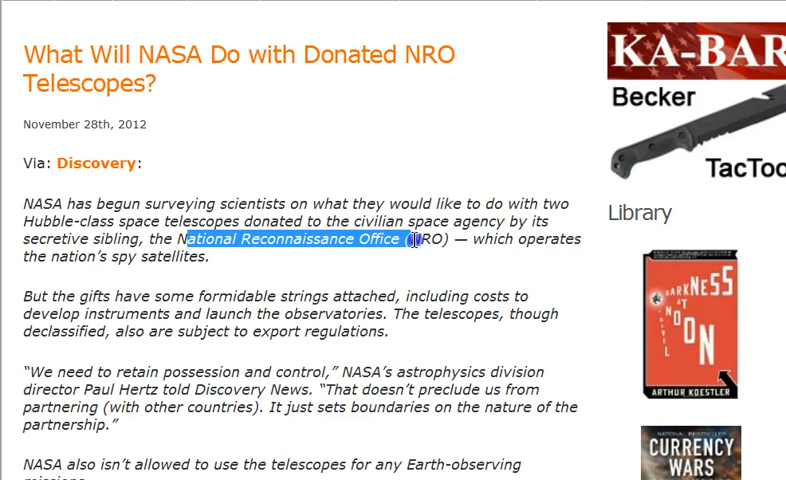 What Will NASA Do with Donated NRO
Telescopes?
November 28th, 2012
Via: Discovery:
NASA has begun surveying scientists on what they would like to do with two
Hubble-class space telescopes donated to the civilian space agency by its
secretive sibling, the National Reconnaissance Office (NRO) — which operates
the nation’s spy satellites.
But the gifts have some formidable strings attached, including costs to
develop instruments and launch the observatories. The telescopes, though
declassified, also are subject to export regulations.
“We need to retain possession and control,” NASA’s astrophysics division
director Paul Hertz told Discovery News. “That doesn’t preclude us from
partnering (with other countries). It just sets boundaries on the nature of the
partnership.”
NASA also isn’t allowed to use the telescopes for any Earth-observing
KA-BAR
Becker
TacToo
Library
DARKNESS
AT
NOON
ARTHUR KOESTLER
CURRENCY
WARS